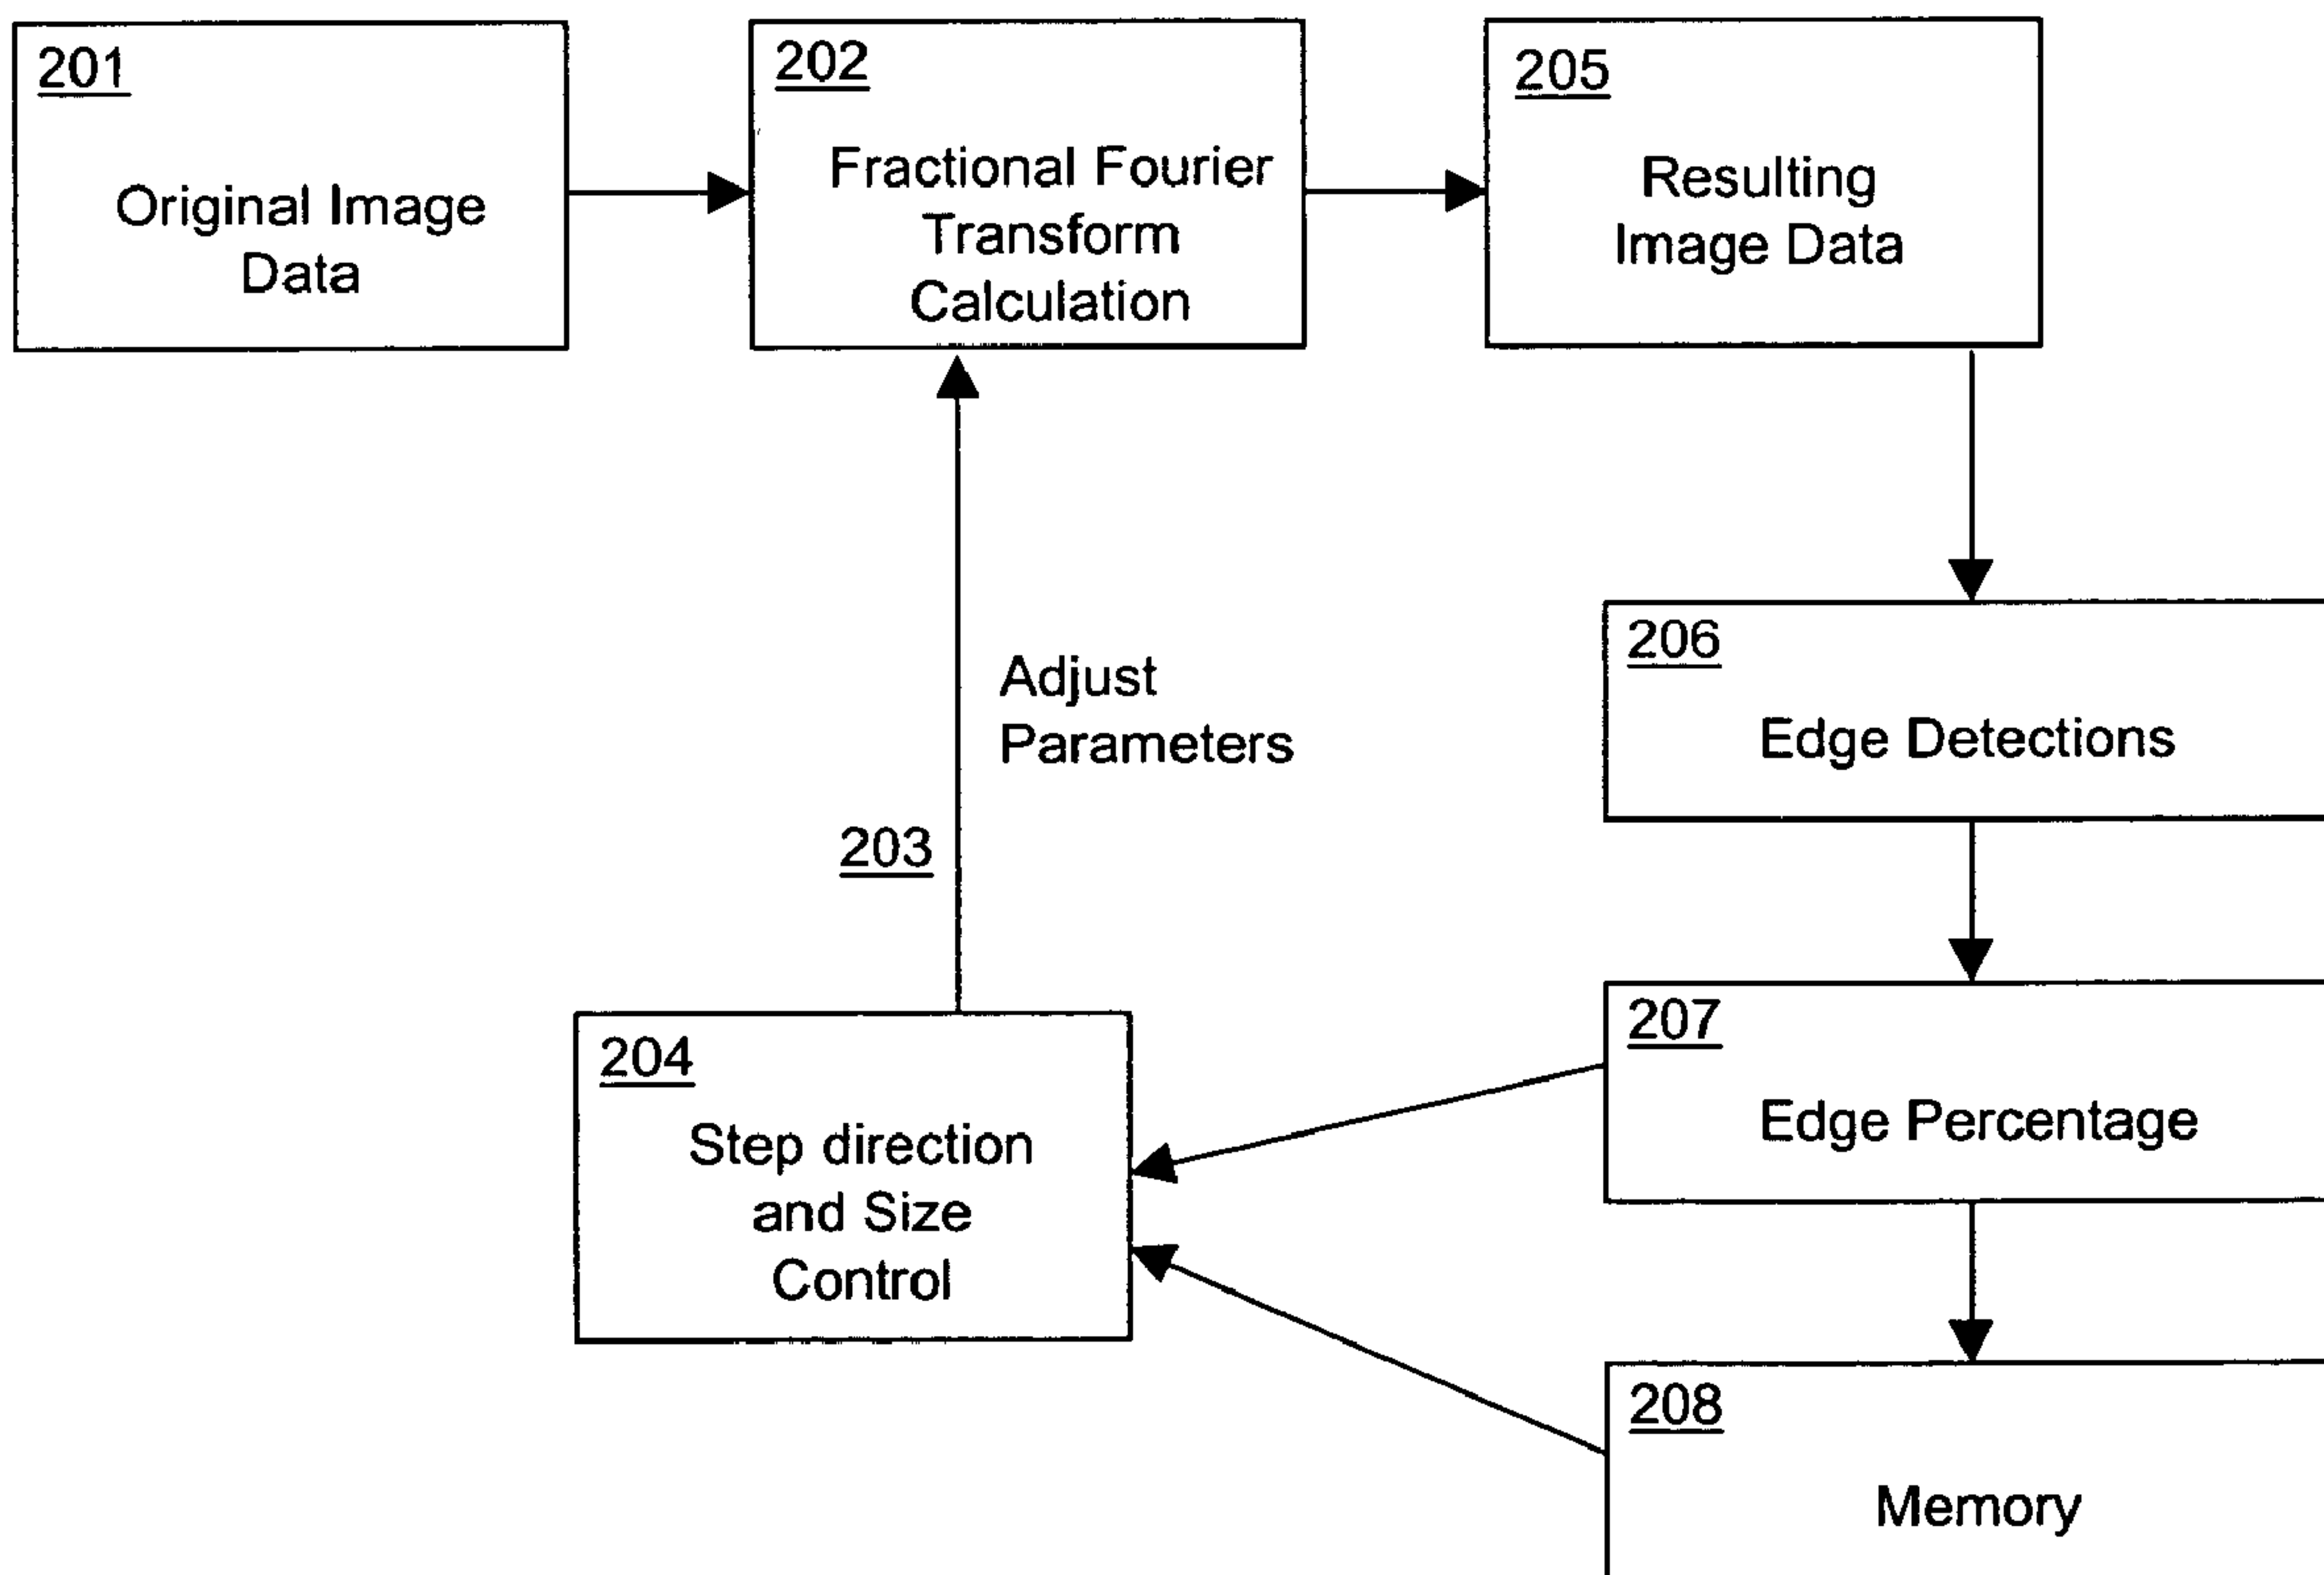 201
Original Image
Data
202
Fractional Fourier
Transform
Calculation
205
Resulting
Image Data
206
Edge Detections
Adjust
Parameters
203
207
Edge Percentage
204
Step direction
and Size
Control
208
Memory